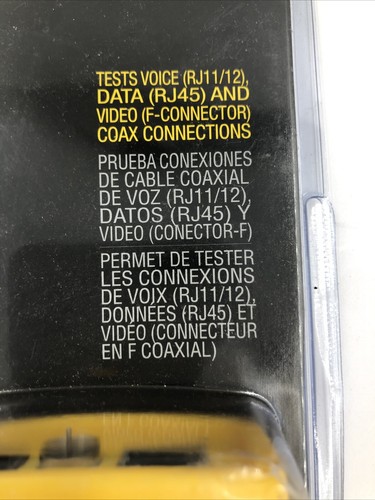 TESTS VOICE (RJ11/12),
DATA (RJ45) AND
VIDEO (F-CONNECTOR)
COAX CONNECTIONS
PRUEBA CONEXIONES
DE CABLE COAXIAL
DE VOZ (RJ11/12),
DATOS (RJ45) Y
VIDEO (CONECTOR-F)
PERMET DE TESTER
LES CONNEXIONS
DE VOIX (RJ11/12),
DONNÉES (RJ45) ET
VIDÉO (CONNECTEUR
EN F COAXIAL)